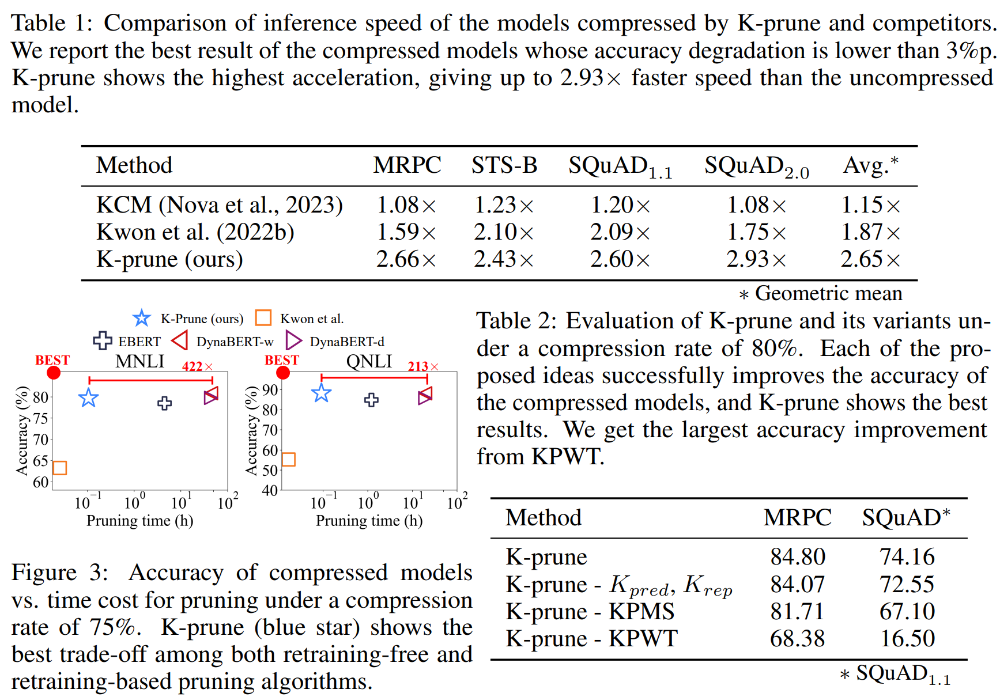 Table 1: Comparison of inference speed of the models compressed by K-prune and competitors.
We report the best result of the compressed models whose accuracy degradation is lower than 3%p.
K-prune shows the highest acceleration, giving up to 2.93× faster speed than the uncompressed
model.
Method MRPC STS-B SQuAD1.1 SQuAD2.0 Avg.*
KCM (Nova et al., 2023) 1.08× 1.23× 1.20× 1.08× 1.15×
Kwon et al. (2022b) 1.59× 2.10× 2.09× 1.75× 1.87×
K-prune (ours) 2.66× 2.43× 2.60× 2.93× 2.65×
* Geometric mean
K-Prune (ours) Kwon et al.
EBERT DynaBERT-w DynaBERT-d
BEST MNLI 422×
Accuracy (%)
80
75
70
65
60
10^-1 10^0 10^1 10^2
Pruning time (h)
BEST QNLI 213×
Accuracy (%)
90
80
70
60
50
40
10^-1 10^0 10^1 10^2
Pruning time (h)
Figure 3: Accuracy of compressed models
vs. time cost for pruning under a compression
rate of 75%. K-prune (blue star) shows the
best trade-off among both retraining-free and
retraining-based pruning algorithms.
Table 2: Evaluation of K-prune and its variants un-
der a compression rate of 80%. Each of the pro-
posed ideas successfully improves the accuracy of
the compressed models, and K-prune shows the best
results. We get the largest accuracy improvement
from KPWT.
Method MRPC SQuAD*
K-prune 84.80 74.16
K-prune - Kpred, Krep 84.07 72.55
K-prune - KPMS 81.71 67.10
K-prune - KPWT 68.38 16.50
* SQuAD1.1